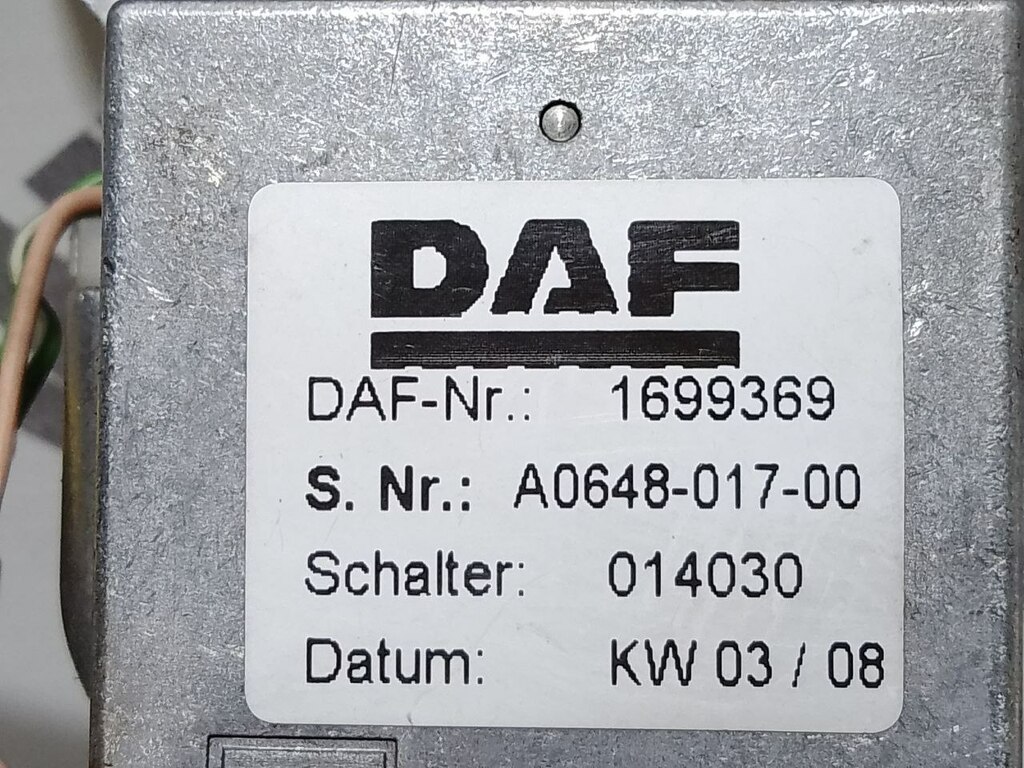 DAF
DAF-Nr.: 1699369
S. Nr.: A0648-017-00
Schalter: 014030
Datum: KW 03 / 08